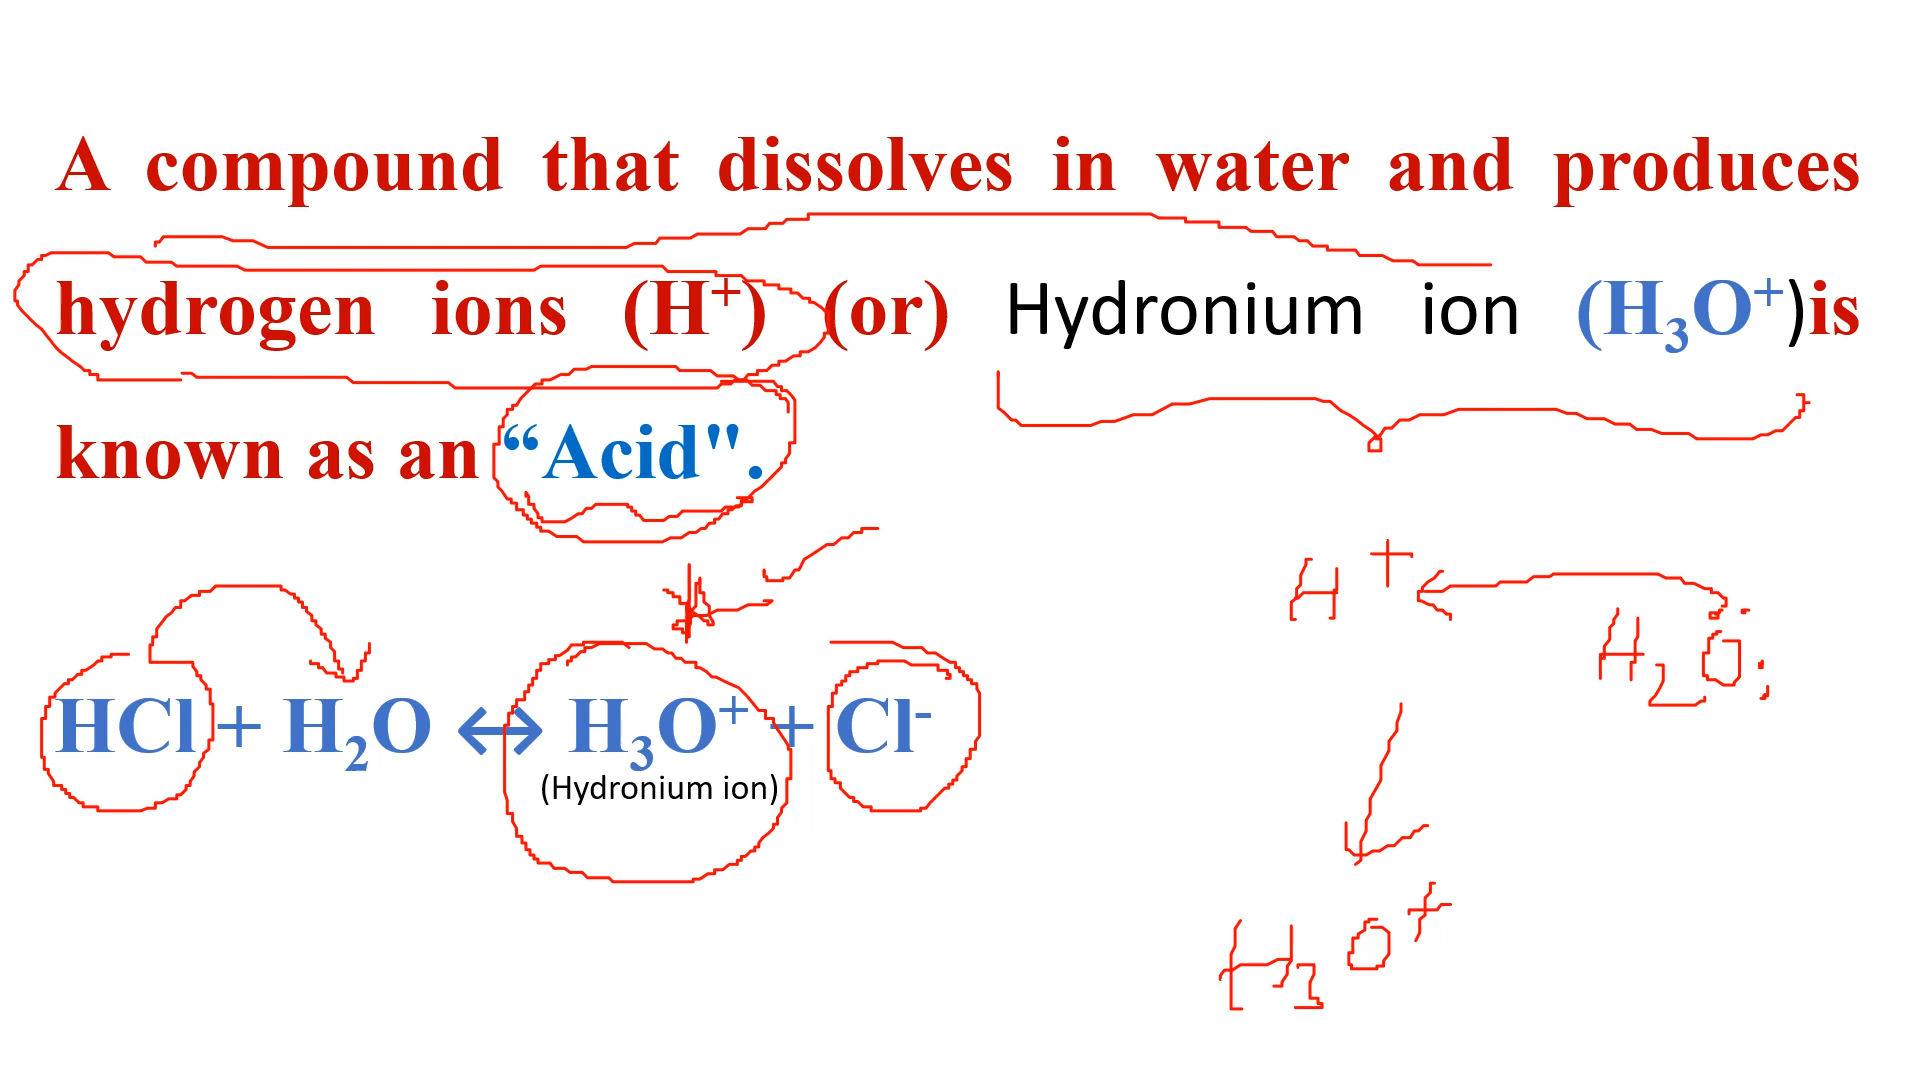 A compound that dissolves in water and produces
hydrogen ions (H⁺) (or) Hydronium ion (H₃O⁺)is
known as an “Acid".
HCl + H₂O ↔ H₃O⁺ + Cl⁻
(Hydronium ion)
H⁺
H₂O
H₃O⁺